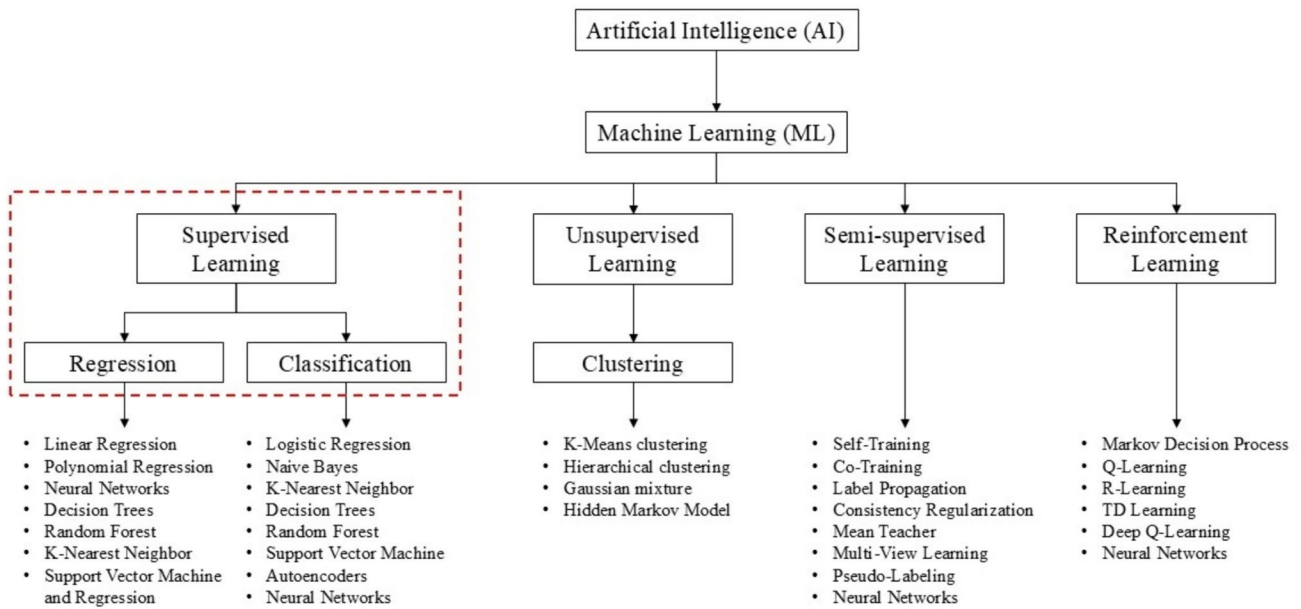 Artificial Intelligence (AI)
Machine Learning (ML)
Supervised
Learning
Unsupervised
Learning
Semi-supervised
Learning
Reinforcement
Learning
Regression
Classification
Clustering
• Linear Regression
• Polynomial Regression
• Neural Networks
• Decision Trees
• Random Forest
• K-Nearest Neighbor
• Support Vector Machine
and Regression
• Logistic Regression
• Naive Bayes
• K-Nearest Neighbor
• Decision Trees
• Random Forest
• Support Vector Machine
• Autoencoders
• Neural Networks
• K-Means clustering
• Hierarchical clustering
• Gaussian mixture
• Hidden Markov Model
• Self-Training
• Co-Training
• Label Propagation
• Consistency Regularization
• Mean Teacher
• Multi-View Learning
• Pseudo-Labeling
• Neural Networks
• Markov Decision Process
• Q-Learning
• R-Learning
• TD Learning
• Deep Q-Learning
• Neural Networks